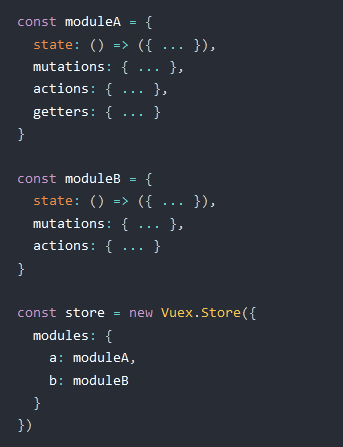 const moduleA = {
  state: () => ({ ... }),
  mutations: { ... },
  actions: { ... },
  getters: { ... }
}

const moduleB = {
  state: () => ({ ... }),
  mutations: { ... },
  actions: { ... }
}

const store = new Vuex.Store({
  modules: {
    a: moduleA,
    b: moduleB
  }
})